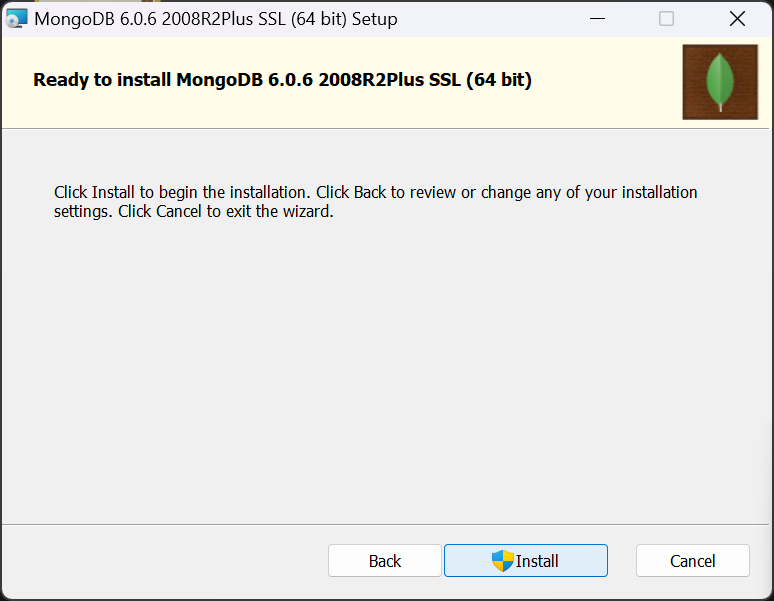 MongoDB 6.0.6 2008R2Plus SSL (64 bit) Setup
Ready to install MongoDB 6.0.6 2008R2Plus SSL (64 bit)
Click Install to begin the installation. Click Back to review or change any of your installation
settings. Click Cancel to exit the wizard.
Back Install Cancel